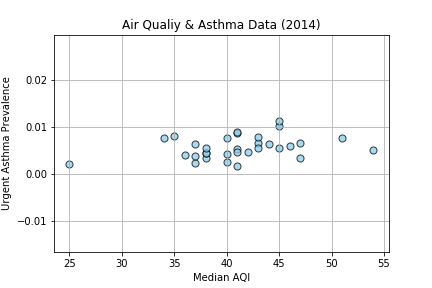 Air Qualiy & Asthma Data (2014)
Urgent Asthma Prevalence
0.02
0.01
0.00
−0.01
25 30 35 40 45 50 55
Median AQI